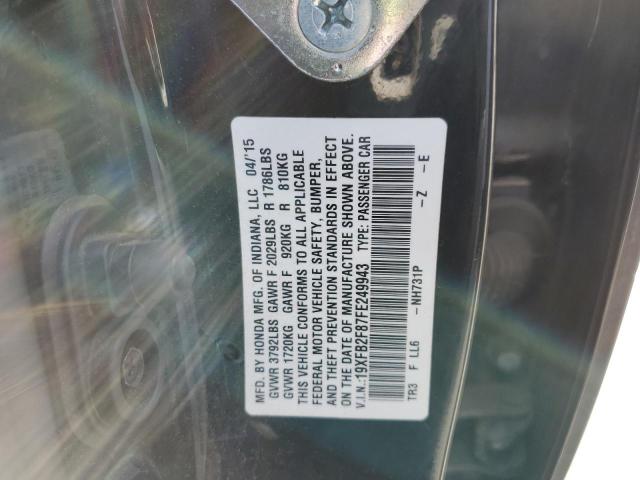 MFD. BY HONDA MFG. OF INDIANA, LLC 04/'15
GVWR 3792LBS GAWR F 2029LBS R 1786LBS
GVWR 1720KG GAWR F 920KG R 810KG
THIS VEHICLE CONFORMS TO ALL APPLICABLE
FEDERAL MOTOR VEHICLE SAFETY, BUMPER,
AND THEFT PREVENTION STANDARDS IN EFFECT
ON THE DATE OF MANUFACTURE SHOWN ABOVE.
V.I.N.:19XFB2F87FE249943 TYPE: PASSENGER CAR
TR3 F LL6 -NH731P -Z -E